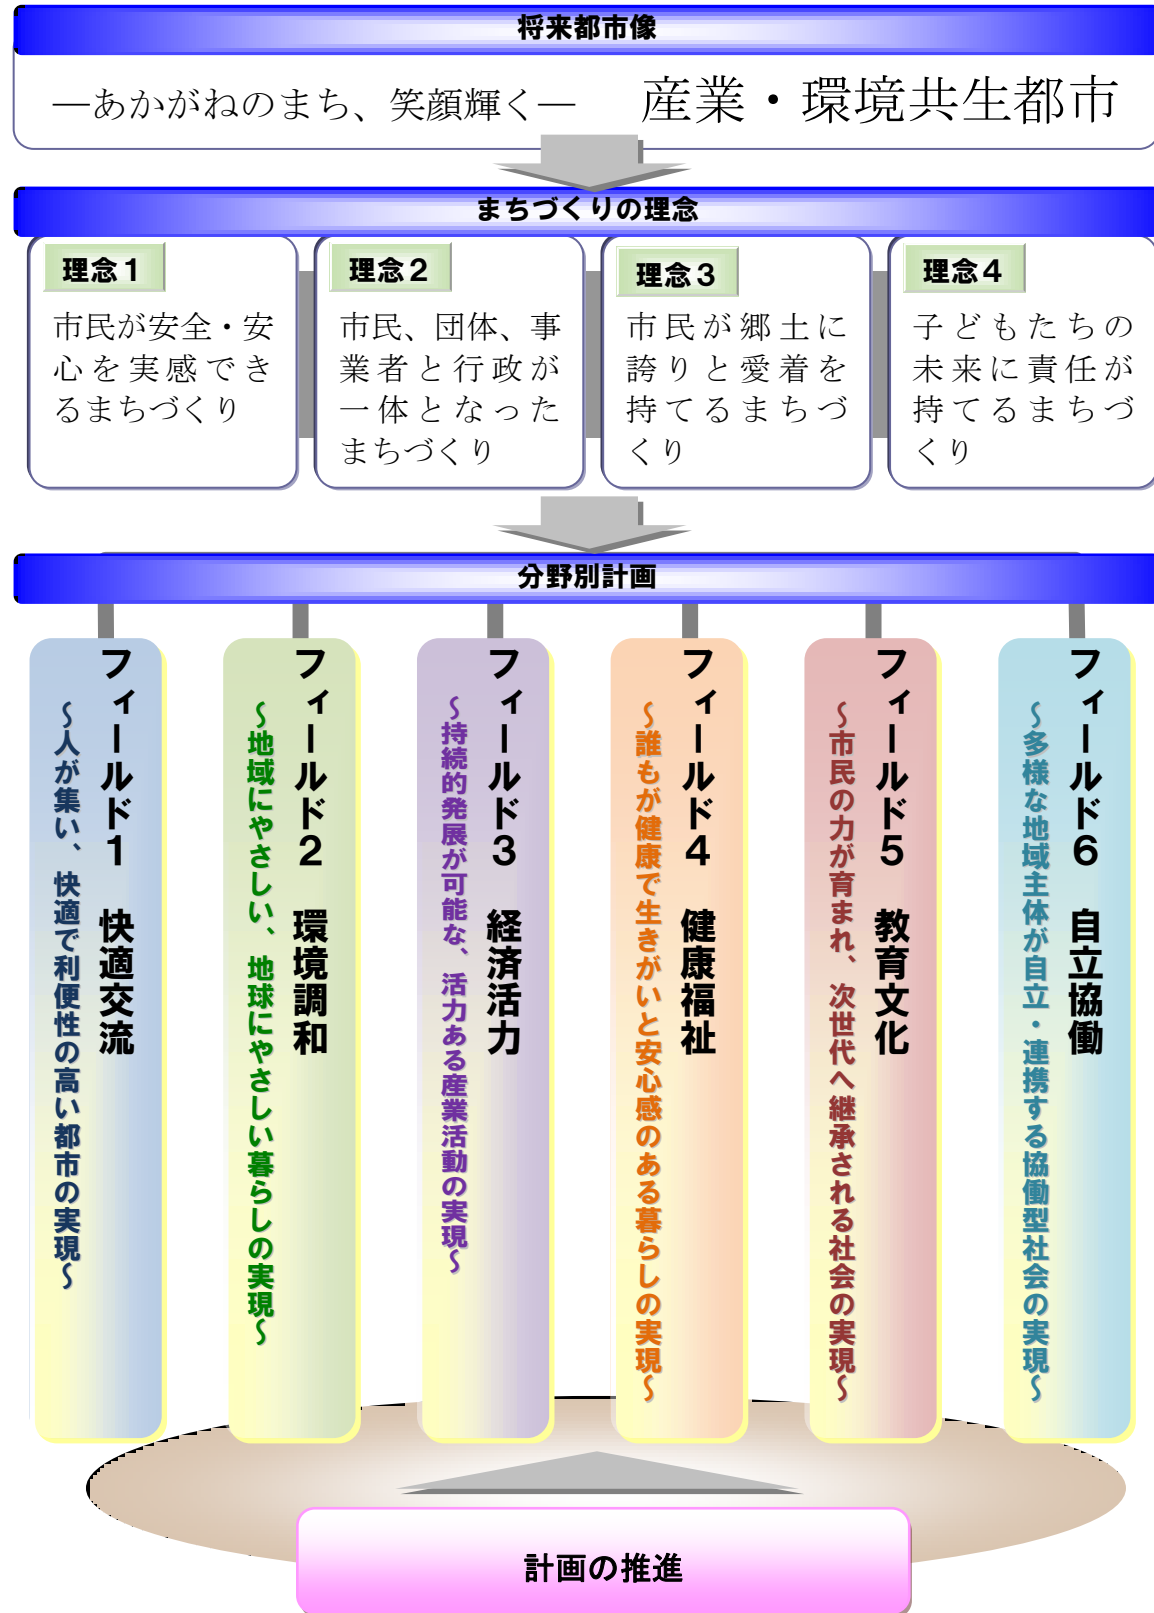 将来都市像
―あかがねのまち、笑顔輝く― 産業・環境共生都市
まちづくりの理念
理念1
市民が安全・安
心を実感でき
るまちづくり
理念2
市民、団体、事
業者と行政が
一体となった
まちづくり
理念3
市民が郷土に
誇りと愛着を
持てるまちづ
くり
理念4
子どもたちの
未来に責任が
持てるまちづ
くり
分野別計画
フィールド1 快適交流
～人が集い、快適で利便性の高い都市の実現～
フィールド2 環境調和
～地域にやさしい、地球にやさしい暮らしの実現～
フィールド3 経済活力
～持続的発展が可能な、活力ある産業活動の実現～
フィールド4 健康福祉
～誰もが健康で生きがいと安心感のある暮らしの実現～
フィールド5 教育文化
～市民の力が育まれ、次世代へ継承される社会の実現～
フィールド6 自立協働
～多様な地域主体が自立・連携する協働型社会の実現～
計画の推進